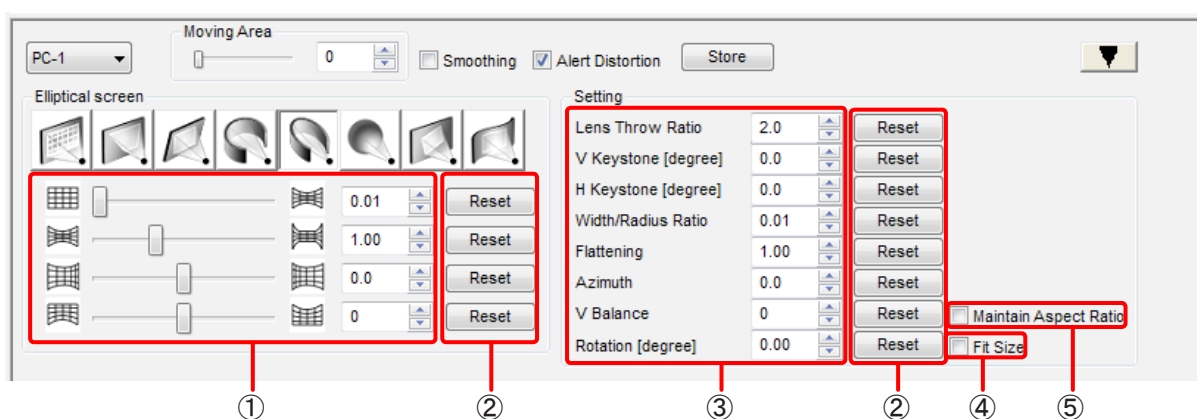 Moving Area
PC-1
0
Smoothing
Alert Distortion
Store
Elliptical screen
0.01
Reset
1.00
Reset
0.0
Reset
0
Reset
Setting
Lens Throw Ratio 2.0 Reset
V Keystone [degree] 0.0 Reset
H Keystone [degree] 0.0 Reset
Width/Radius Ratio 0.01 Reset
Flattening 1.00 Reset
Azimuth 0.0 Reset
V Balance 0 Reset Maintain Aspect Ratio
Rotation [degree] 0.00 Reset Fit Size
① ② ③ ② ④ ⑤